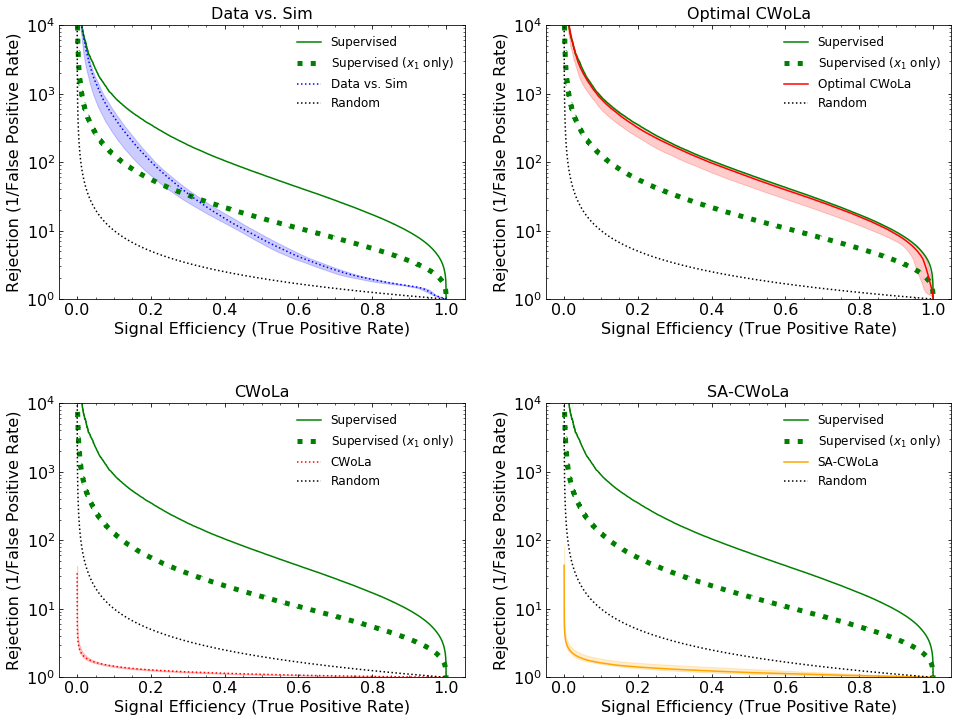 Data vs. Sim
Rejection (1/False Positive Rate)
10^4
10^3
10^2
10^1
10^0
Supervised
Supervised (x_1 only)
Data vs. Sim
Random
0.0 0.2 0.4 0.6 0.8 1.0
Signal Efficiency (True Positive Rate)
Optimal CWoLa
Rejection (1/False Positive Rate)
10^4
10^3
10^2
10^1
10^0
Supervised
Supervised (x_1 only)
Optimal CWoLa
Random
0.0 0.2 0.4 0.6 0.8 1.0
Signal Efficiency (True Positive Rate)
CWoLa
Rejection (1/False Positive Rate)
10^4
10^3
10^2
10^1
10^0
Supervised
Supervised (x_1 only)
CWoLa
Random
0.0 0.2 0.4 0.6 0.8 1.0
Signal Efficiency (True Positive Rate)
SA-CWoLa
Rejection (1/False Positive Rate)
10^4
10^3
10^2
10^1
10^0
Supervised
Supervised (x_1 only)
SA-CWoLa
Random
0.0 0.2 0.4 0.6 0.8 1.0
Signal Efficiency (True Positive Rate)